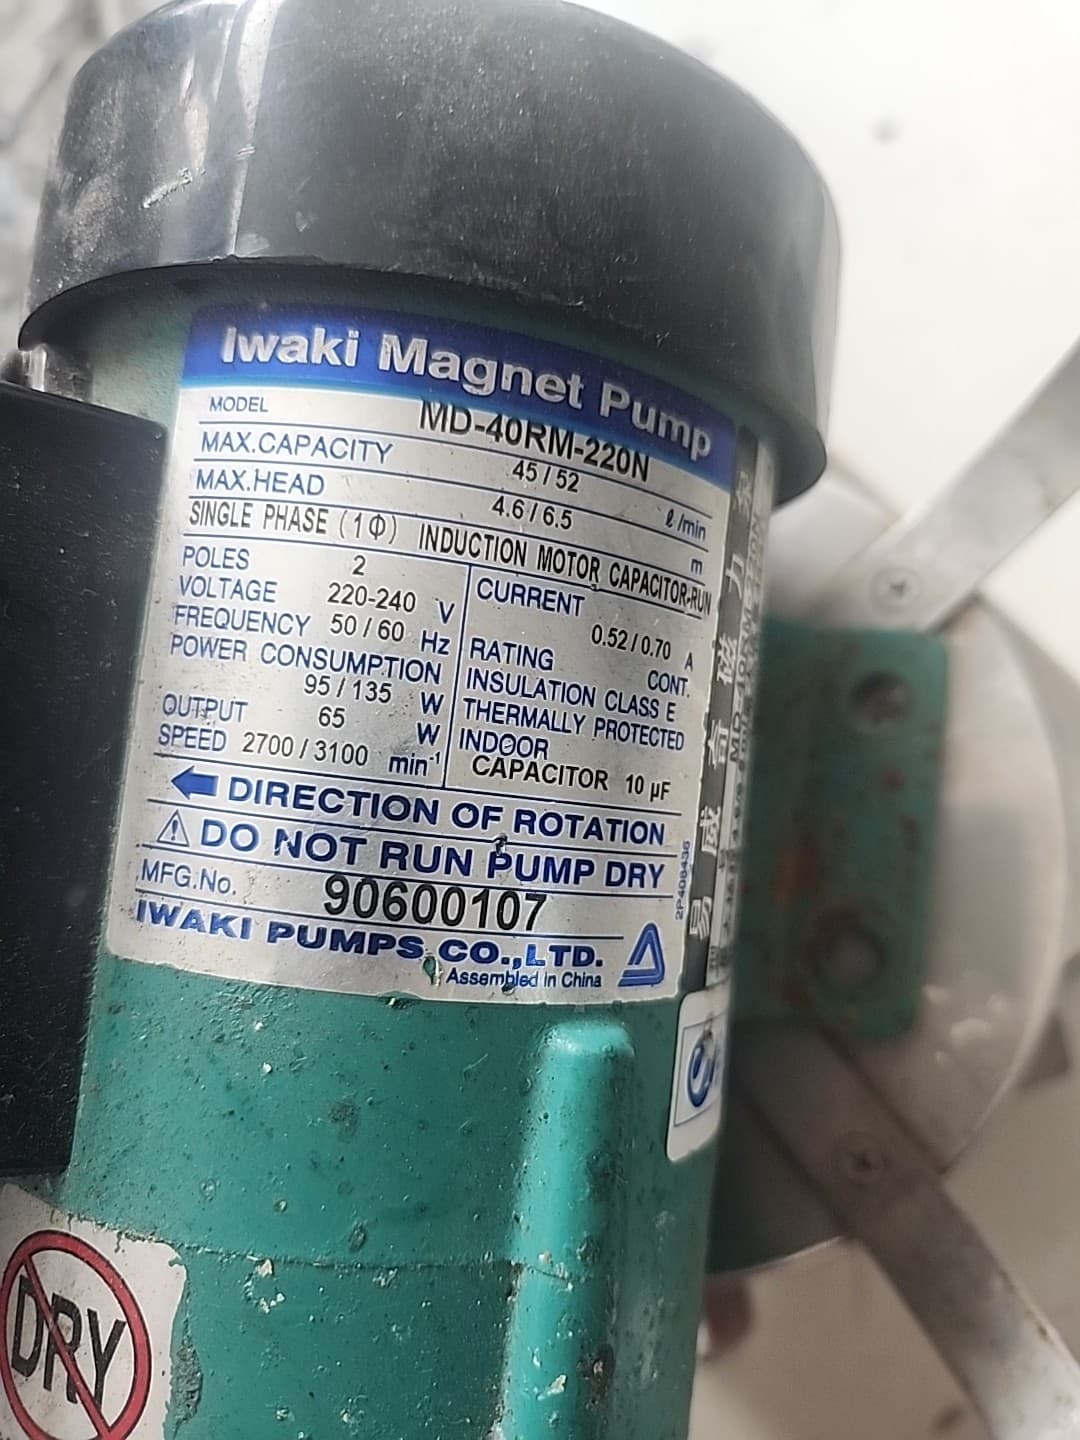 Iwaki Magnet Pump
MODEL MD-40RM-220N
MAX.CAPACITY 45/52 ℓ/min
MAX.HEAD 4.6/6.5 m
SINGLE PHASE (1Φ) INDUCTION MOTOR CAPACITOR-RUN
POLES 2
VOLTAGE 220-240 V
FREQUENCY 50/60 Hz
POWER CONSUMPTION
95/135 W
OUTPUT 65 W
SPEED 2700/3100 min⁻¹
CURRENT
0.52/0.70 A
RATING CONT.
INSULATION CLASS E
THERMALLY PROTECTED
INDOOR
CAPACITOR 10 µF
DIRECTION OF ROTATION
DO NOT RUN PUMP DRY
MFG.No. 90600107
IWAKI PUMPS CO.,LTD.
Assembled in China
2P408436
DRY